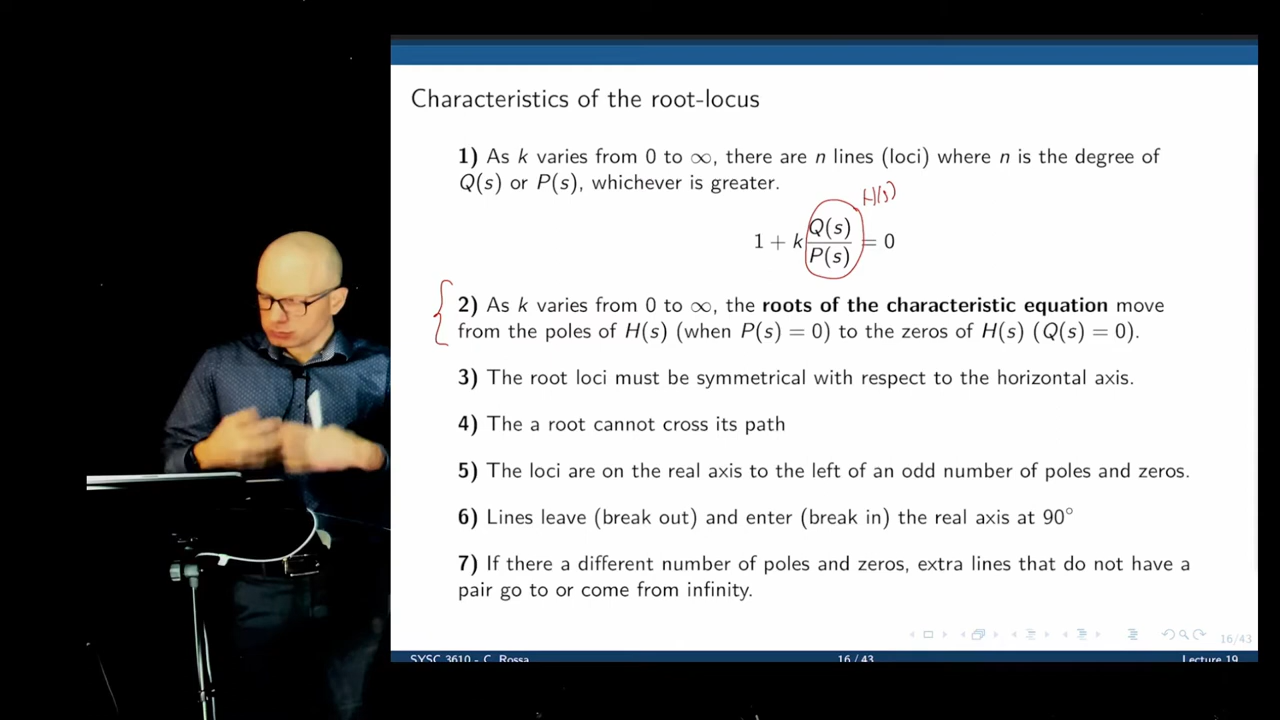 Characteristics of the root-locus
1) As k varies from 0 to ∞, there are n lines (loci) where n is the degree of
Q(s) or P(s), whichever is greater.
H(s)
1 + k Q(s)/P(s) = 0
2) As k varies from 0 to ∞, the roots of the characteristic equation move
from the poles of H(s) (when P(s) = 0) to the zeros of H(s) (Q(s) = 0).
3) The root loci must be symmetrical with respect to the horizontal axis.
4) The a root cannot cross its path
5) The loci are on the real axis to the left of an odd number of poles and zeros.
6) Lines leave (break out) and enter (break in) the real axis at 90°
7) If there a different number of poles and zeros, extra lines that do not have a
pair go to or come from infinity.
16/43
SYSC 3610 - C. Rossa 16 / 43 Lecture 19